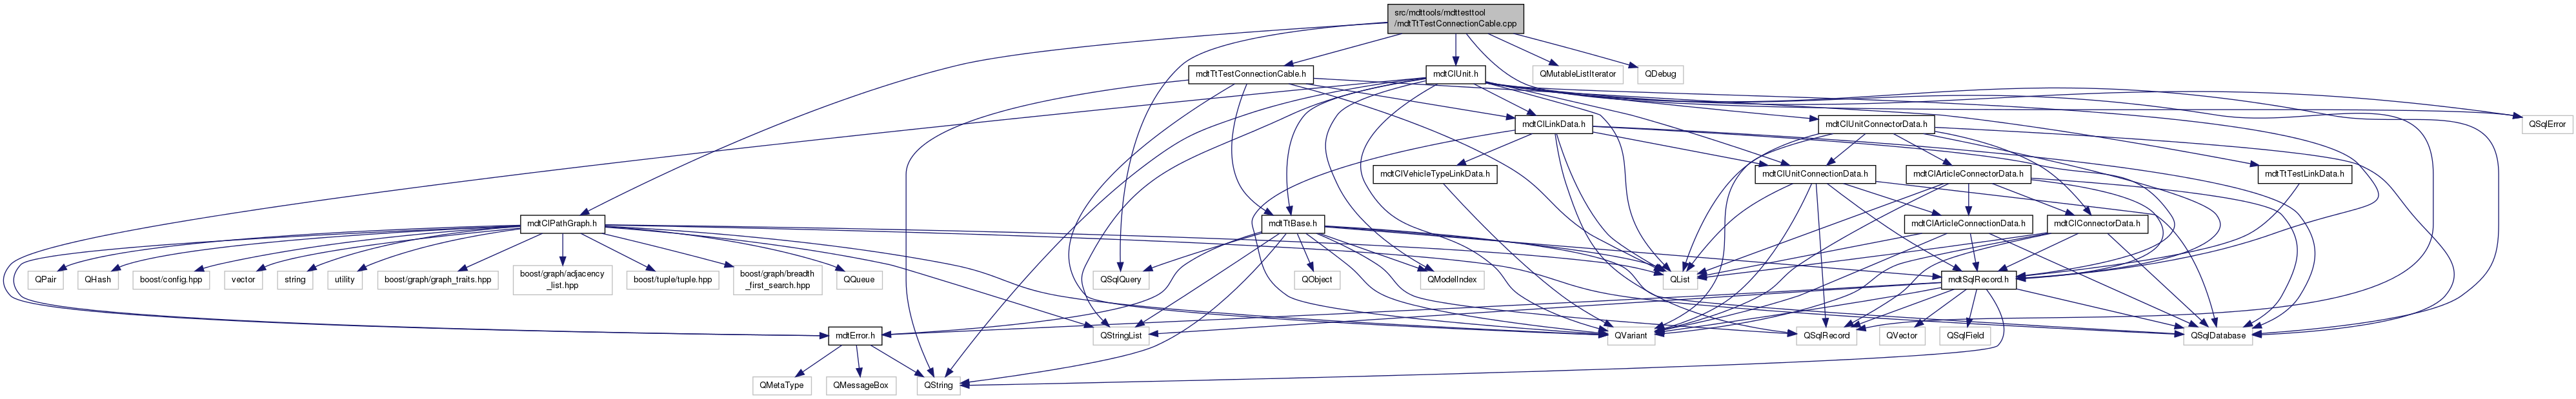 src/mdttools/mdttesttool
/mdtTtTestConnectionCable.cpp
mdtTtTestConnectionCable.h
mdtClUnit.h
QMutableListIterator
QDebug
mdtClLinkData.h
mdtClUnitConnectorData.h
QSqlError
mdtClVehicleTypeLinkData.h
mdtClUnitConnectionData.h
mdtClArticleConnectorData.h
mdtTtTestLinkData.h
mdtClPathGraph.h
mdtTtBase.h
mdtClArticleConnectionData.h
mdtClConnectorData.h
QPair
QHash
boost/config.hpp
vector
string
utility
boost/graph/graph_traits.hpp
boost/graph/adjacency
_list.hpp
boost/tuple/tuple.hpp
boost/graph/breadth
_first_search.hpp
QQueue
QSqlQuery
QObject
QModelIndex
QList
mdtSqlRecord.h
mdtError.h
QStringList
QVariant
QSqlRecord
QVector
QSqlField
QSqlDatabase
QMetaType
QMessageBox
QString